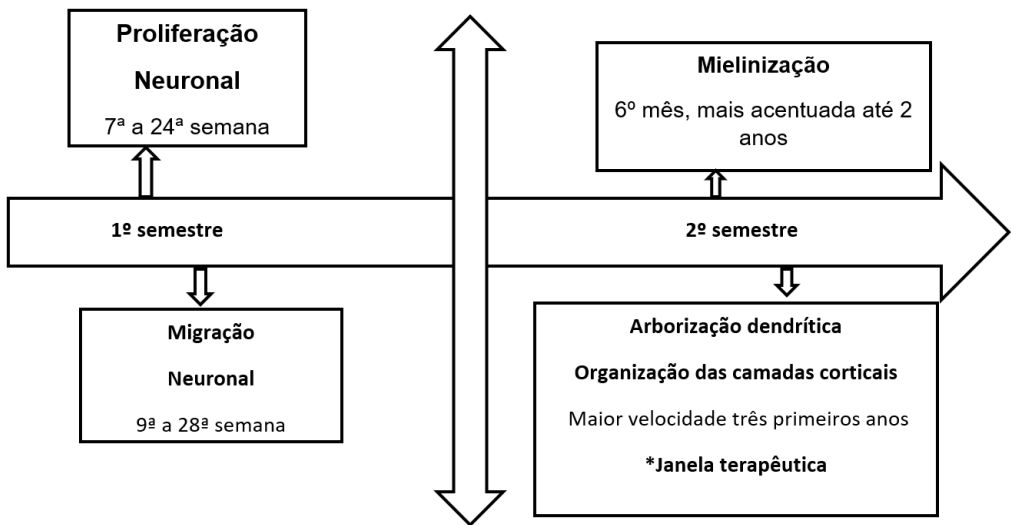 Proliferação
Neuronal
7ª a 24ª semana
Mielinização
6º mês, mais acentuada até 2
anos
1º semestre
2º semestre
Migração
Neuronal
9ª a 28ª semana
Arborização dendrítica
Organização das camadas corticais
Maior velocidade três primeiros anos
*Janela terapêutica